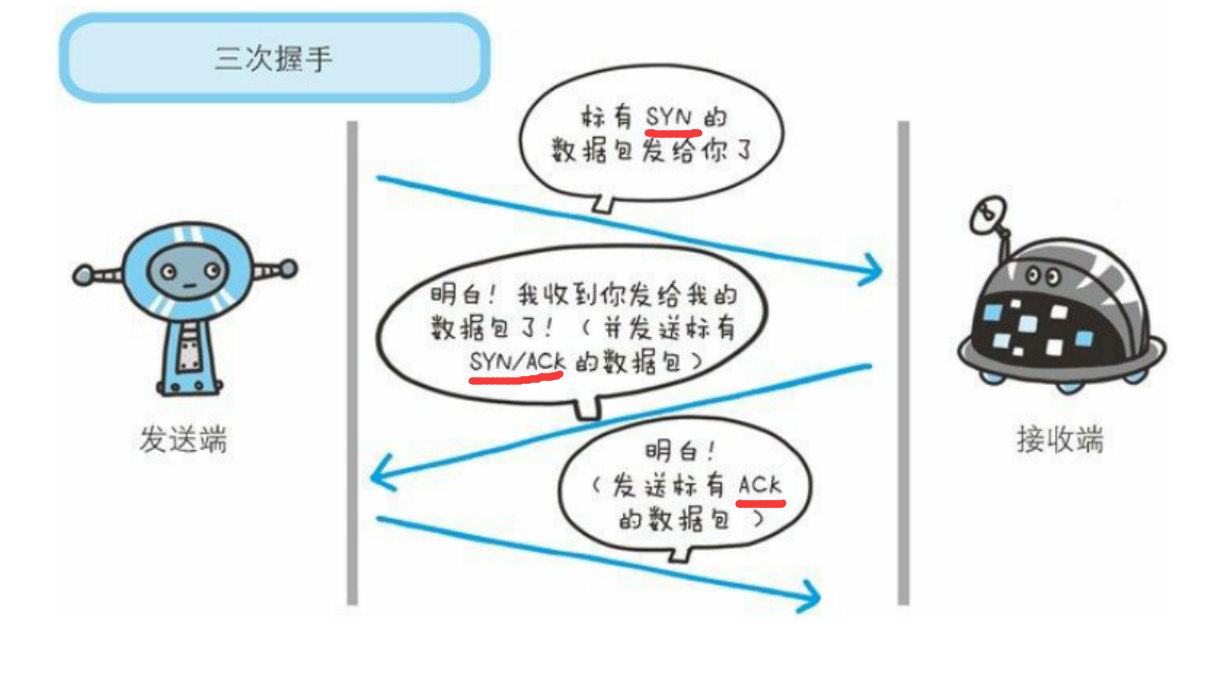 三次握手
标有 SYN 的
数据包发给你了
明白！我收到你发给我的
数据包了！（并发送标有
SYN/ACK 的数据包）
明白！
（发送标有 ACK
的数据包 ）
发送端
接收端